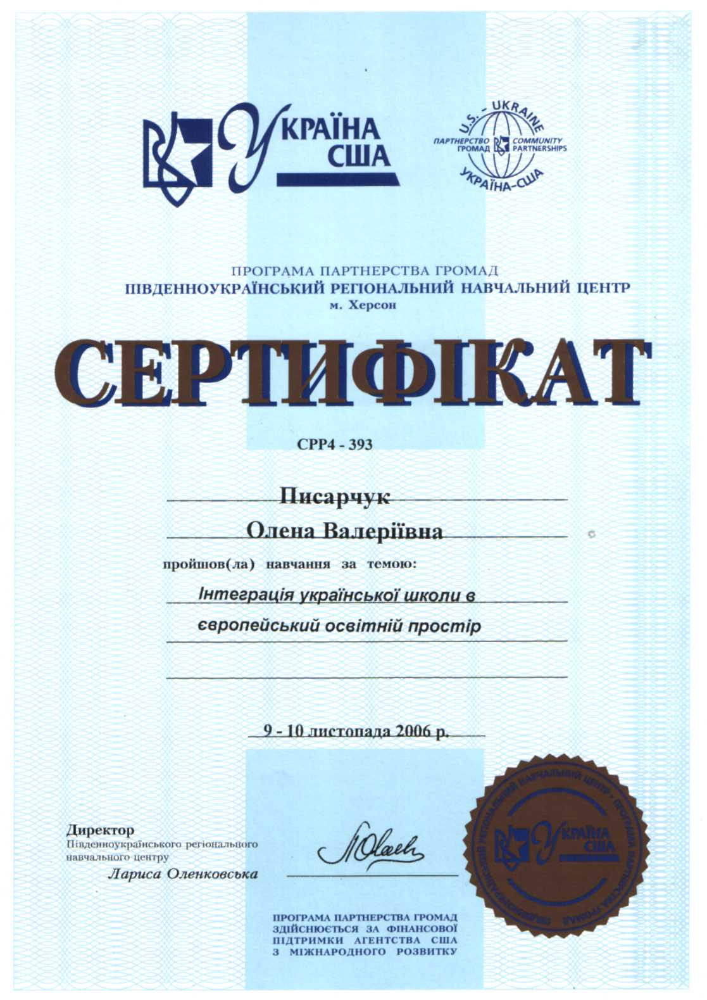 УКРАЇНА
США
U.S. - UKRAINE
ПАРТНЕРСТВО COMMUNITY
ГРОМАД PARTNERSHIPS
УКРАЇНА-США
ПРОГРАМА ПАРТНЕРСТВА ГРОМАД
ПІВДЕННОУКРАЇНСЬКИЙ РЕГІОНАЛЬНИЙ НАВЧАЛЬНИЙ ЦЕНТР
м. Херсон
СЕРТИФІКАТ
СРР4 - 393
Писарчук
Олена Валеріївна
пройшов(ла) навчання за темою:
Інтеграція української школи в
європейський освітній простір
9 - 10 листопада 2006 р.
Директор
Південноукраїнського регіонального
навчального центру
Лариса Оленковська
ПРОГРАМА ПАРТНЕРСТВА ГРОМАД
ЗДІЙСНЮЄТЬСЯ ЗА ФІНАНСОВОЇ
ПІДТРИМКИ АГЕНТСТВА США
З МІЖНАРОДНОГО РОЗВИТКУ
ПІВДЕННОУКРАЇНСЬКИЙ РЕГІОНАЛЬНИЙ НАВЧАЛЬНИЙ ЦЕНТР • ПРОГРАМА ПАРТНЕРСТВА ГРОМАД
УКРАЇНА
США